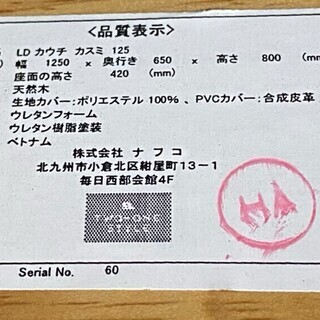 <品質表示>
LD カウチ カスミ 125
幅 1250 × 奥行き 650 × 高さ 800 (mm)
座面の高さ 420 (mm)
天然木
生地カバー:ポリエステル 100% 、PVCカバー:合成皮革
ウレタンフォーム
ウレタン樹脂塗装
ベトナム
株式会社 ナフコ
北九州市小倉北区紺屋町13-1
毎日西部会館4F
TWO-ONE
STYLE
Serial No. 60